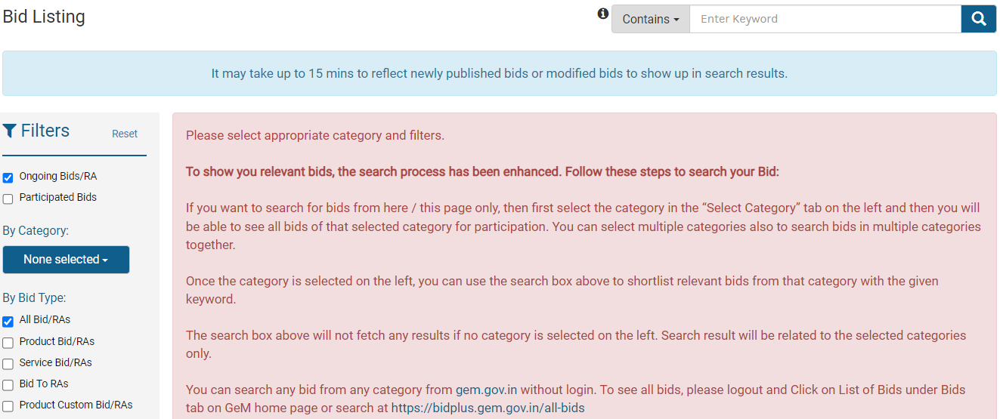 Bid Listing
Contains
Enter Keyword
It may take up to 15 mins to reflect newly published bids or modified bids to show up in search results.
Filters
Reset
Ongoing Bids/RA
Participated Bids
By Category:
None selected
By Bid Type:
All Bid/RAs
Product Bid/RAs
Service Bid/RAs
Bid To RAs
Product Custom Bid/RAs
Please select appropriate category and filters.
To show you relevant bids, the search process has been enhanced. Follow these steps to search your Bid:
If you want to search for bids from here / this page only, then first select the category in the “Select Category” tab on the left and then you will
be able to see all bids of that selected category for participation. You can select multiple categories also to search bids in multiple categories
together.
Once the category is selected on the left, you can use the search box above to shortlist relevant bids from that category with the given
keyword.
The search box above will not fetch any results if no category is selected on the left. Search result will be related to the selected categories
only.
You can search any bid from any category from gem.gov.in without login. To see all bids, please logout and Click on List of Bids under Bids
tab on GeM home page or search at https://bidplus.gem.gov.in/all-bids